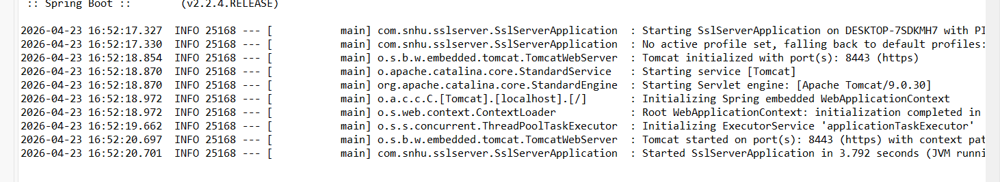 :: Spring Boot ::        (v2.2.4.RELEASE)
2026-04-23 16:52:17.327  INFO 25168 --- [           main] com.snhu.sslserver.SslServerApplication  : Starting SslServerApplication on DESKTOP-7SDKMH7 with PI
2026-04-23 16:52:17.330  INFO 25168 --- [           main] com.snhu.sslserver.SslServerApplication  : No active profile set, falling back to default profiles:
2026-04-23 16:52:18.854  INFO 25168 --- [           main] o.s.b.w.embedded.tomcat.TomcatWebServer  : Tomcat initialized with port(s): 8443 (https)
2026-04-23 16:52:18.870  INFO 25168 --- [           main] o.apache.catalina.core.StandardService   : Starting service [Tomcat]
2026-04-23 16:52:18.870  INFO 25168 --- [           main] org.apache.catalina.core.StandardEngine  : Starting Servlet engine: [Apache Tomcat/9.0.30]
2026-04-23 16:52:18.972  INFO 25168 --- [           main] o.a.c.c.C.[Tomcat].[localhost].[/]       : Initializing Spring embedded WebApplicationContext
2026-04-23 16:52:18.972  INFO 25168 --- [           main] o.s.web.context.ContextLoader            : Root WebApplicationContext: initialization completed in
2026-04-23 16:52:19.662  INFO 25168 --- [           main] o.s.s.concurrent.ThreadPoolTaskExecutor  : Initializing ExecutorService 'applicationTaskExecutor'
2026-04-23 16:52:20.697  INFO 25168 --- [           main] o.s.b.w.embedded.tomcat.TomcatWebServer  : Tomcat started on port(s): 8443 (https) with context pat
2026-04-23 16:52:20.701  INFO 25168 --- [           main] com.snhu.sslserver.SslServerApplication  : Started SslServerApplication in 3.792 seconds (JVM runni